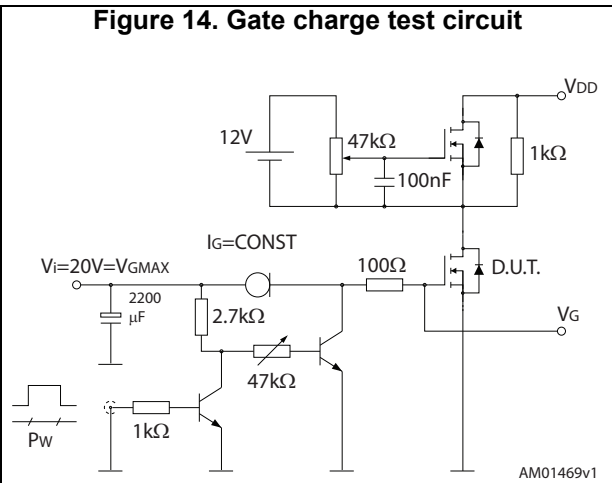 Figure 14. Gate charge test circuit
VDD
12V
47kΩ
1kΩ
100nF
IG=CONST
Vi=20V=VGMAX
100Ω
D.U.T.
2200
μF
2.7kΩ
VG
47kΩ
1kΩ
PW
AM01469v1